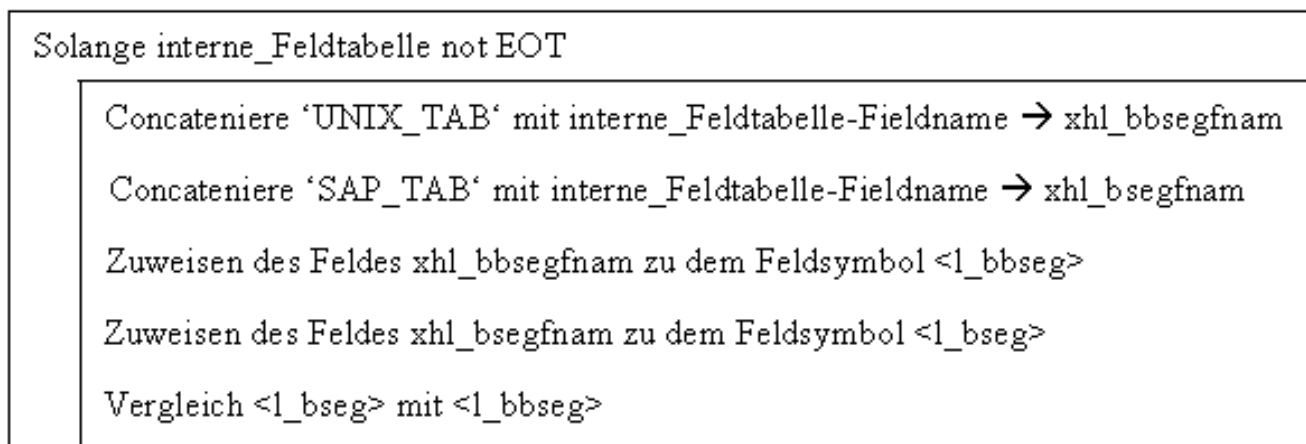 Solange interne_Feldtabelle not EOT
Concateniere ‘UNIX_TAB‘ mit interne_Feldtabelle-Fieldname → xhl_bbsegfnam
Concateniere ‘SAP_TAB‘ mit interne_Feldtabelle-Fieldname → xhl_bsegfnam
Zuweisen des Feldes xhl_bbsegfnam zu dem Feldsymbol <l_bbseg>
Zuweisen des Feldes xhl_bsegfnam zu dem Feldsymbol <l_bseg>
Vergleich <l_bseg> mit <l_bbseg>